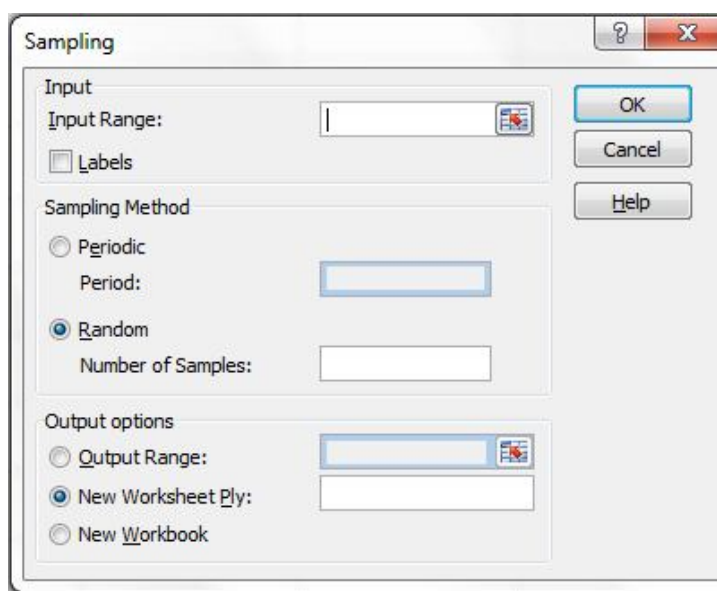 Sampling
Input
Input Range:
Labels
OK
Cancel
Help
Sampling Method
Periodic
Period:
Random
Number of Samples:
Output options
Output Range:
New Worksheet Ply:
New Workbook